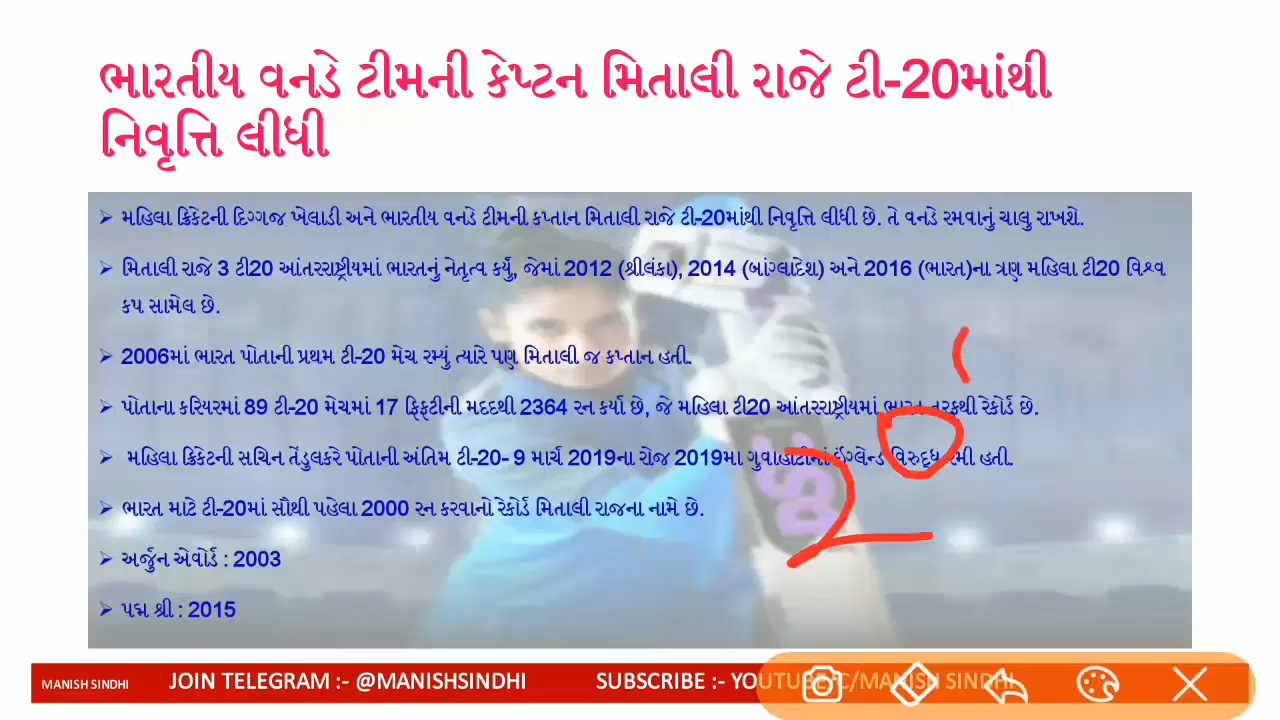 ભારતીય વનડે ટીમની કેપ્ટન મિતાલી રાજે ટી-20માંથી
નિવૃત્તિ લીધી
મહિલા ક્રિકેટની દિગ્ગજ ખેલાડી અને ભારતીય વનડે ટીમની કપ્તાન મિતાલી રાજે ટી-20માંથી નિવૃત્તિ લીધી છે. તે વનડે રમવાનું ચાલુ રાખશે.
મિતાલી રાજે 3 ટી20 આંતરરાષ્ટ્રીયમાં ભારતનું નેતૃત્વ કર્યું, જેમાં 2012 (શ્રીલંકા), 2014 (બાંગ્લાદેશ) અને 2016 (ભારત)ના ત્રણ મહિલા ટી20 વિશ્વ
કપ સામેલ છે.
2006માં ભારત પોતાની પ્રથમ ટી-20 મેચ રમ્યું ત્યારે પણ મિતાલી જ કપ્તાન હતી.
પોતાના કરિયરમાં 89 ટી-20 મેચમાં 17 ફિફ્ટીની મદદથી 2364 રન કર્યા છે, જે મહિલા ટી20 આંતરરાષ્ટ્રીયમાં ભારત તરફથી રેકોર્ડ છે.
મહિલા ક્રિકેટની સચિન તેંડુલકરે પોતાની અંતિમ ટી-20- 9 માર્ચ 2019ના રોજ 2019મા ગુવાહાટીમાં ઈંગ્લેન્ડ વિરુદ્ધ રમી હતી.
ભારત માટે ટી-20માં સૌથી પહેલા 2000 રન કરવાનો રેકોર્ડ મિતાલી રાજના નામે છે.
અર્જુન એવોર્ડ : 2003
પદ્મ શ્રી : 2015
MANISH SINDHI JOIN TELEGRAM :- @MANISHSINDHI SUBSCRIBE :- YOUTUBE/C/MANISH SINDHI